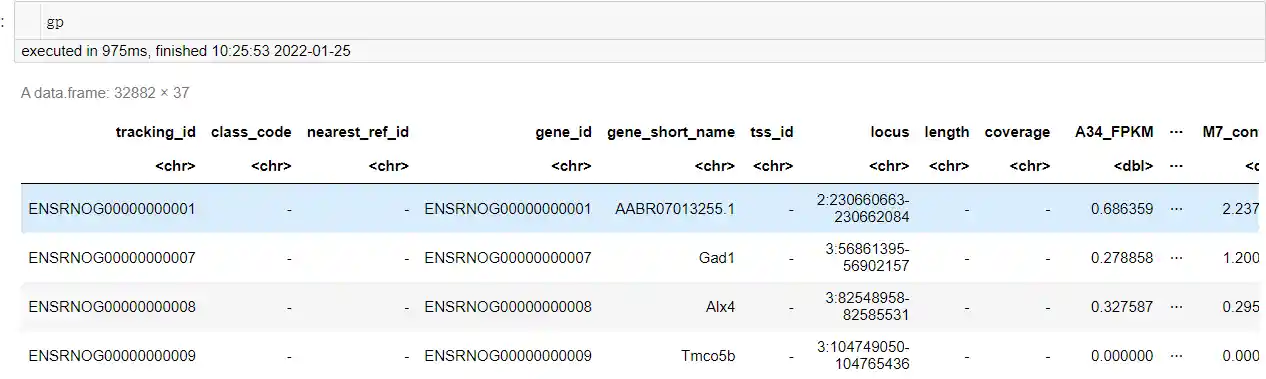 :
gp
executed in 975ms, finished 10:25:53 2022-01-25
A data.frame: 32882 × 37
tracking_id class_code nearest_ref_id gene_id gene_short_name tss_id locus length coverage A34_FPKM ··· M7_con
<chr> <chr> <chr> <chr> <chr> <chr> <chr> <chr> <chr> <dbl> ··· <c
ENSRNOG00000000001 - - ENSRNOG00000000001 AABR07013255.1 - 2:230660663-
230662084 - - 0.686359 ··· 2.237
ENSRNOG00000000007 - - ENSRNOG00000000007 Gad1 - 3:56861395-
56902157 - - 0.278858 ··· 1.200
ENSRNOG00000000008 - - ENSRNOG00000000008 Alx4 - 3:82548958-
82585531 - - 0.327587 ··· 0.295
ENSRNOG00000000009 - - ENSRNOG00000000009 Tmco5b - 3:104749050-
104765436 - - 0.000000 ··· 0.000